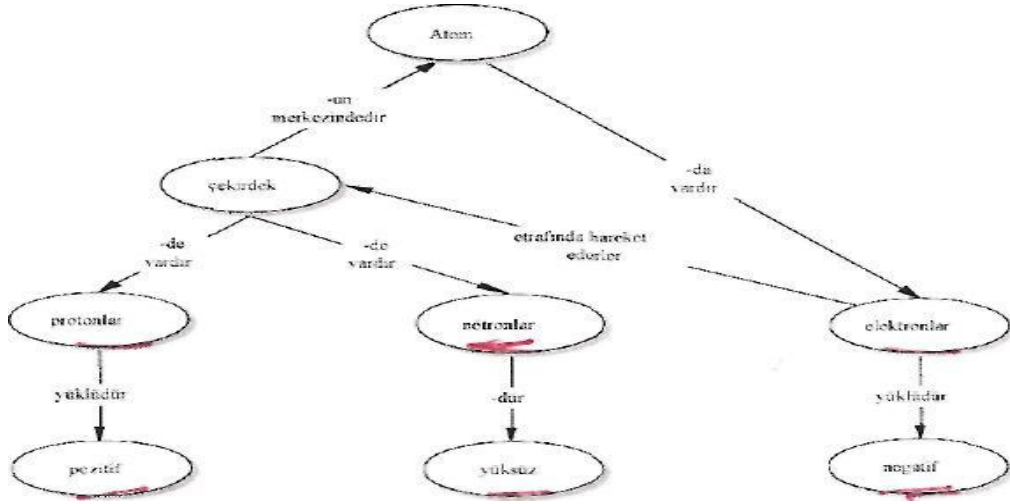 Atom
-un
merkezindedir
çekirdek
-da
vardır
etrafında hareket
ederler
-de
vardır
-de
vardır
protonlar
nötronlar
elektronlar
yüklüdür
-dur
yüklüdür
pozitif
yüksüz
negatif